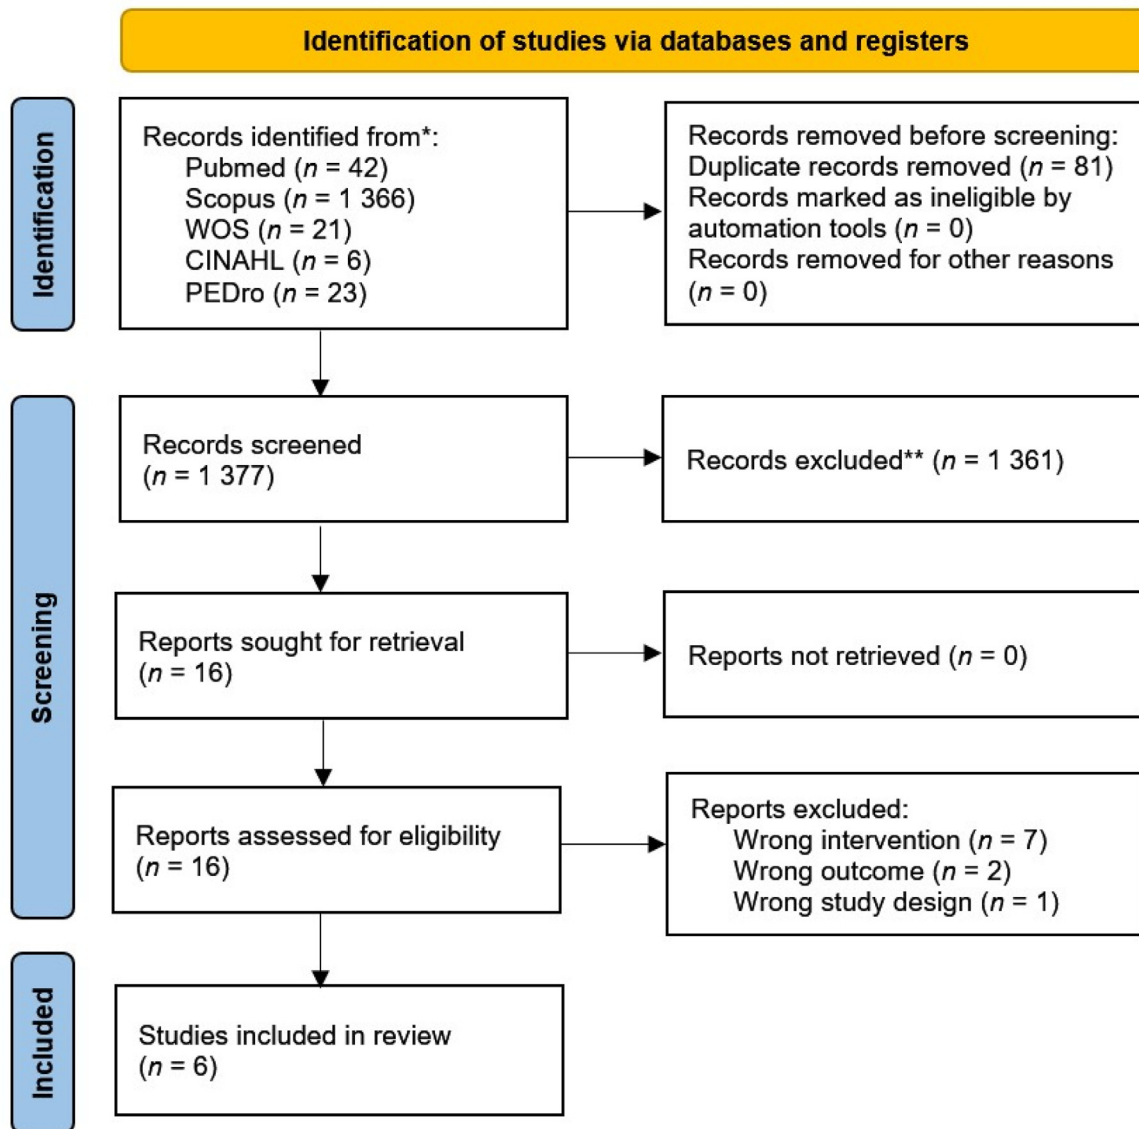 Identification of studies via databases and registers
Identification
Records identified from*:
Pubmed (n = 42)
Scopus (n = 1 366)
WOS (n = 21)
CINAHL (n = 6)
PEDro (n = 23)
Records removed before screening:
Duplicate records removed (n = 81)
Records marked as ineligible by
automation tools (n = 0)
Records removed for other reasons
(n = 0)
Screening
Records screened
(n = 1 377)
Records excluded** (n = 1 361)
Reports sought for retrieval
(n = 16)
Reports not retrieved (n = 0)
Reports assessed for eligibility
(n = 16)
Reports excluded:
Wrong intervention (n = 7)
Wrong outcome (n = 2)
Wrong study design (n = 1)
Included
Studies included in review
(n = 6)